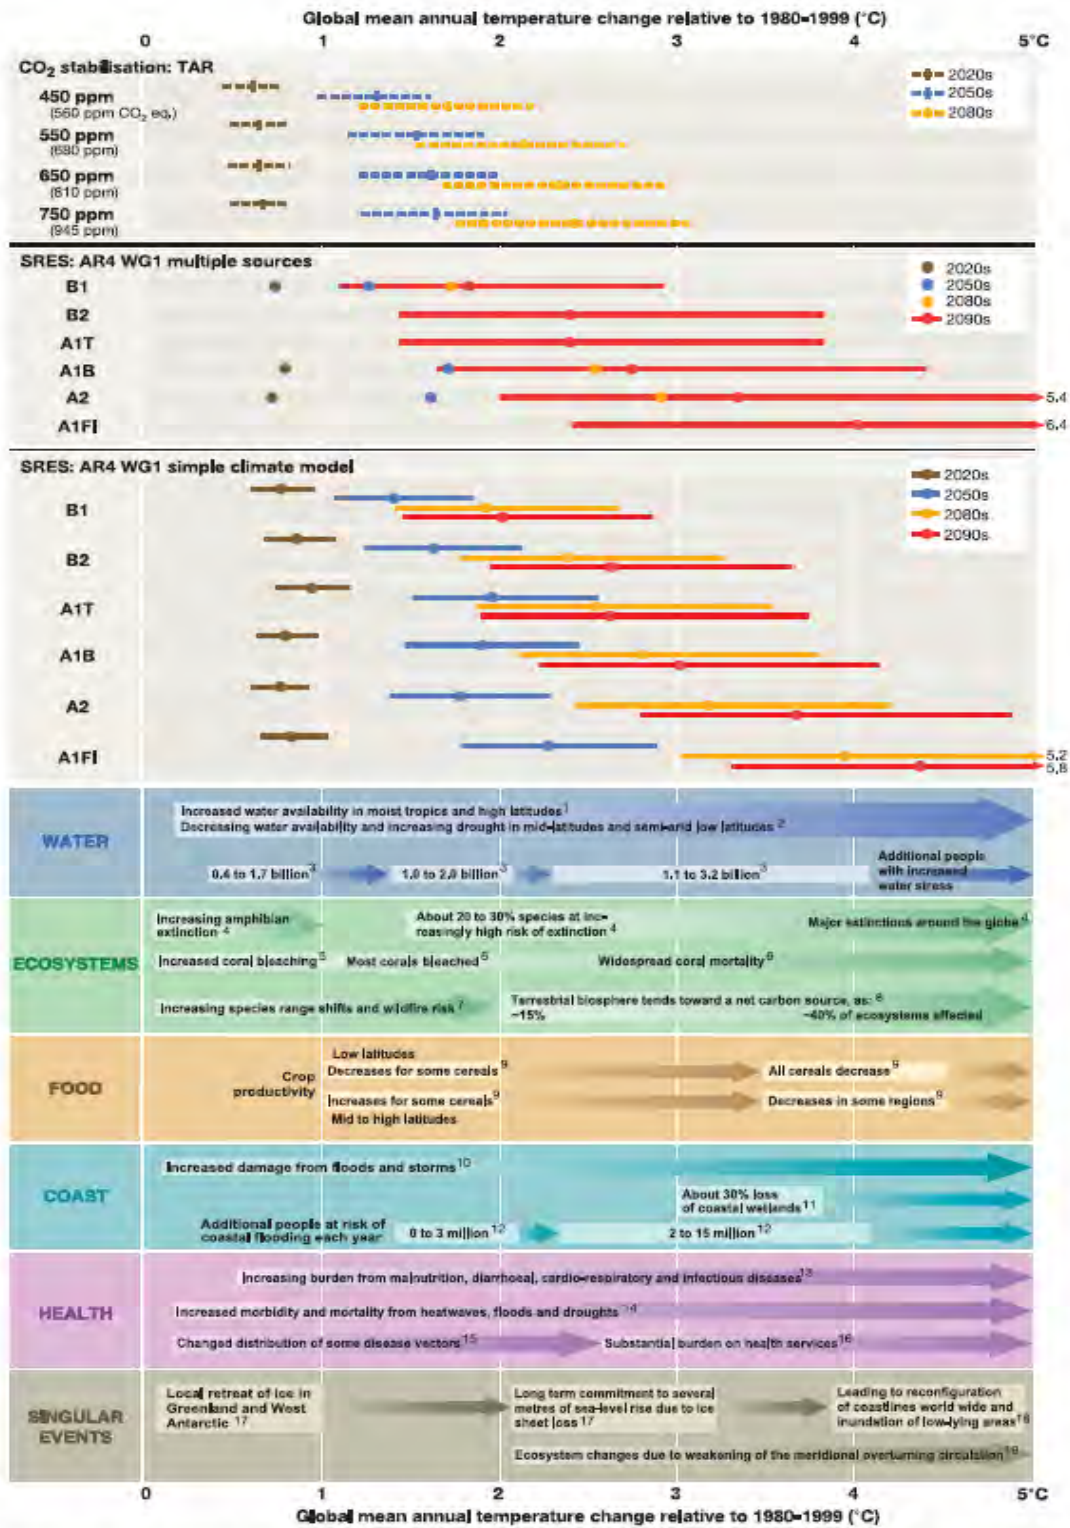 Global mean annual temperature change relative to 1980-1999 (°C)
0 1 2 3 4 5°C
CO2 stabilisation: TAR
450 ppm
(560 ppm CO2 eq.)
550 ppm
(680 ppm)
650 ppm
(810 ppm)
750 ppm
(945 ppm)
2020s
2050s
2080s
SRES: AR4 WG1 multiple sources
B1
B2
A1T
A1B
A2
A1FI
2020s
2050s
2080s
2090s
5.4
6.4
SRES: AR4 WG1 simple climate model
B1
B2
A1T
A1B
A2
A1FI
2020s
2050s
2080s
2090s
5.2
5.8
WATER
Increased water availability in moist tropics and high latitudes 1
Decreasing water availability and increasing drought in mid-latitudes and semi-arid low latitudes 2
0.4 to 1.7 billion 3
1.0 to 2.0 billion 3
1.1 to 3.2 billion 3
Additional people
with increased
water stress
ECOSYSTEMS
Increasing amphibian
extinction 4
About 20 to 30% species at inc-
reasingly high risk of extinction 4
Major extinctions around the globe 4
Increased coral bleaching 5
Most corals bleached 6
Widespread coral mortality 6
Increasing species range shifts and wildfire risk 7
Terrestrial biosphere tends toward a net carbon source, as: 8
~15%
~40% of ecosystems affected
FOOD
Crop
productivity
Low latitudes
Decreases for some cereals 9
All cereals decrease 9
Increases for some cereals 9
Mid to high latitudes
Decreases in some regions 9
COAST
Increased damage from floods and storms 10
About 30% loss
of coastal wetlands 11
Additional people at risk of
coastal flooding each year
0 to 3 million 12
2 to 15 million 12
HEALTH
Increasing burden from malnutrition, diarrhoeal, cardio-respiratory and infectious diseases 13
Increased morbidity and mortality from heatwaves, floods and droughts 14
Changed distribution of some disease vectors 15
Substantial burden on health services 16
SINGULAR
EVENTS
Local retreat of ice in
Greenland and West
Antarctic 17
Long term commitment to several
metres of sea-level rise due to ice
sheet loss 17
Leading to reconfiguration
of coastlines world wide and
inundation of low-lying areas 18
Ecosystem changes due to weakening of the meridional overturning circulation 19
0 1 2 3 4 5°C
Global mean annual temperature change relative to 1980-1999 (°C)